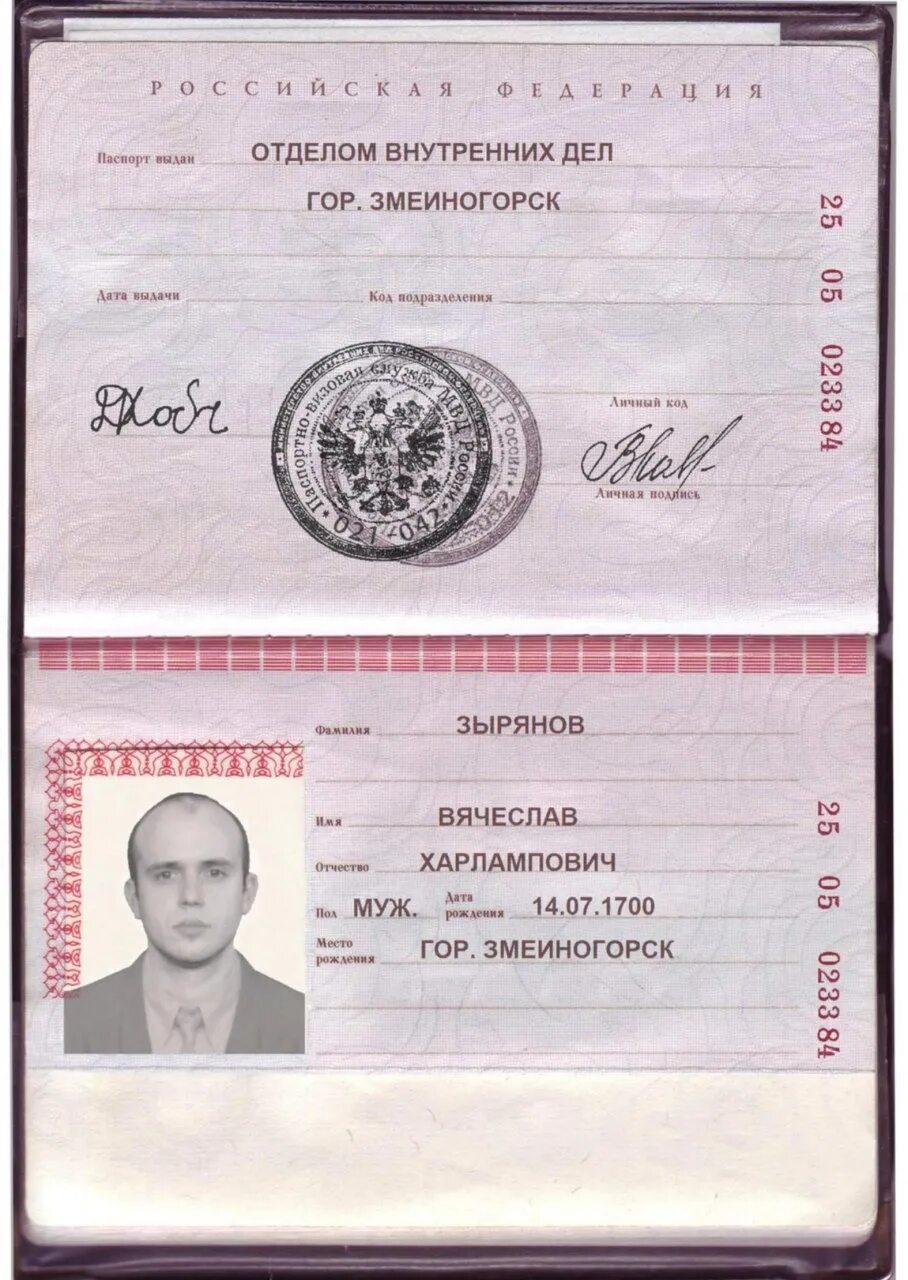 РОССИЙСКАЯ ФЕДЕРАЦИЯ
Паспорт выдан ОТДЕЛОМ ВНУТРЕННИХ ДЕЛ
ГОР. ЗМЕИНОГОРСК
Дата выдачи Код подразделения
Паспортно-визовая служба МВД России
021-042
МВД России
042
Личный код
Личная подпись
25 05 023384
Фамилия ЗЫРЯНОВ
Имя ВЯЧЕСЛАВ
Отчество ХАРЛАМПОВИЧ
Пол МУЖ. Дата рождения 14.07.1700
Место рождения ГОР. ЗМЕИНОГОРСК
25 05 023384